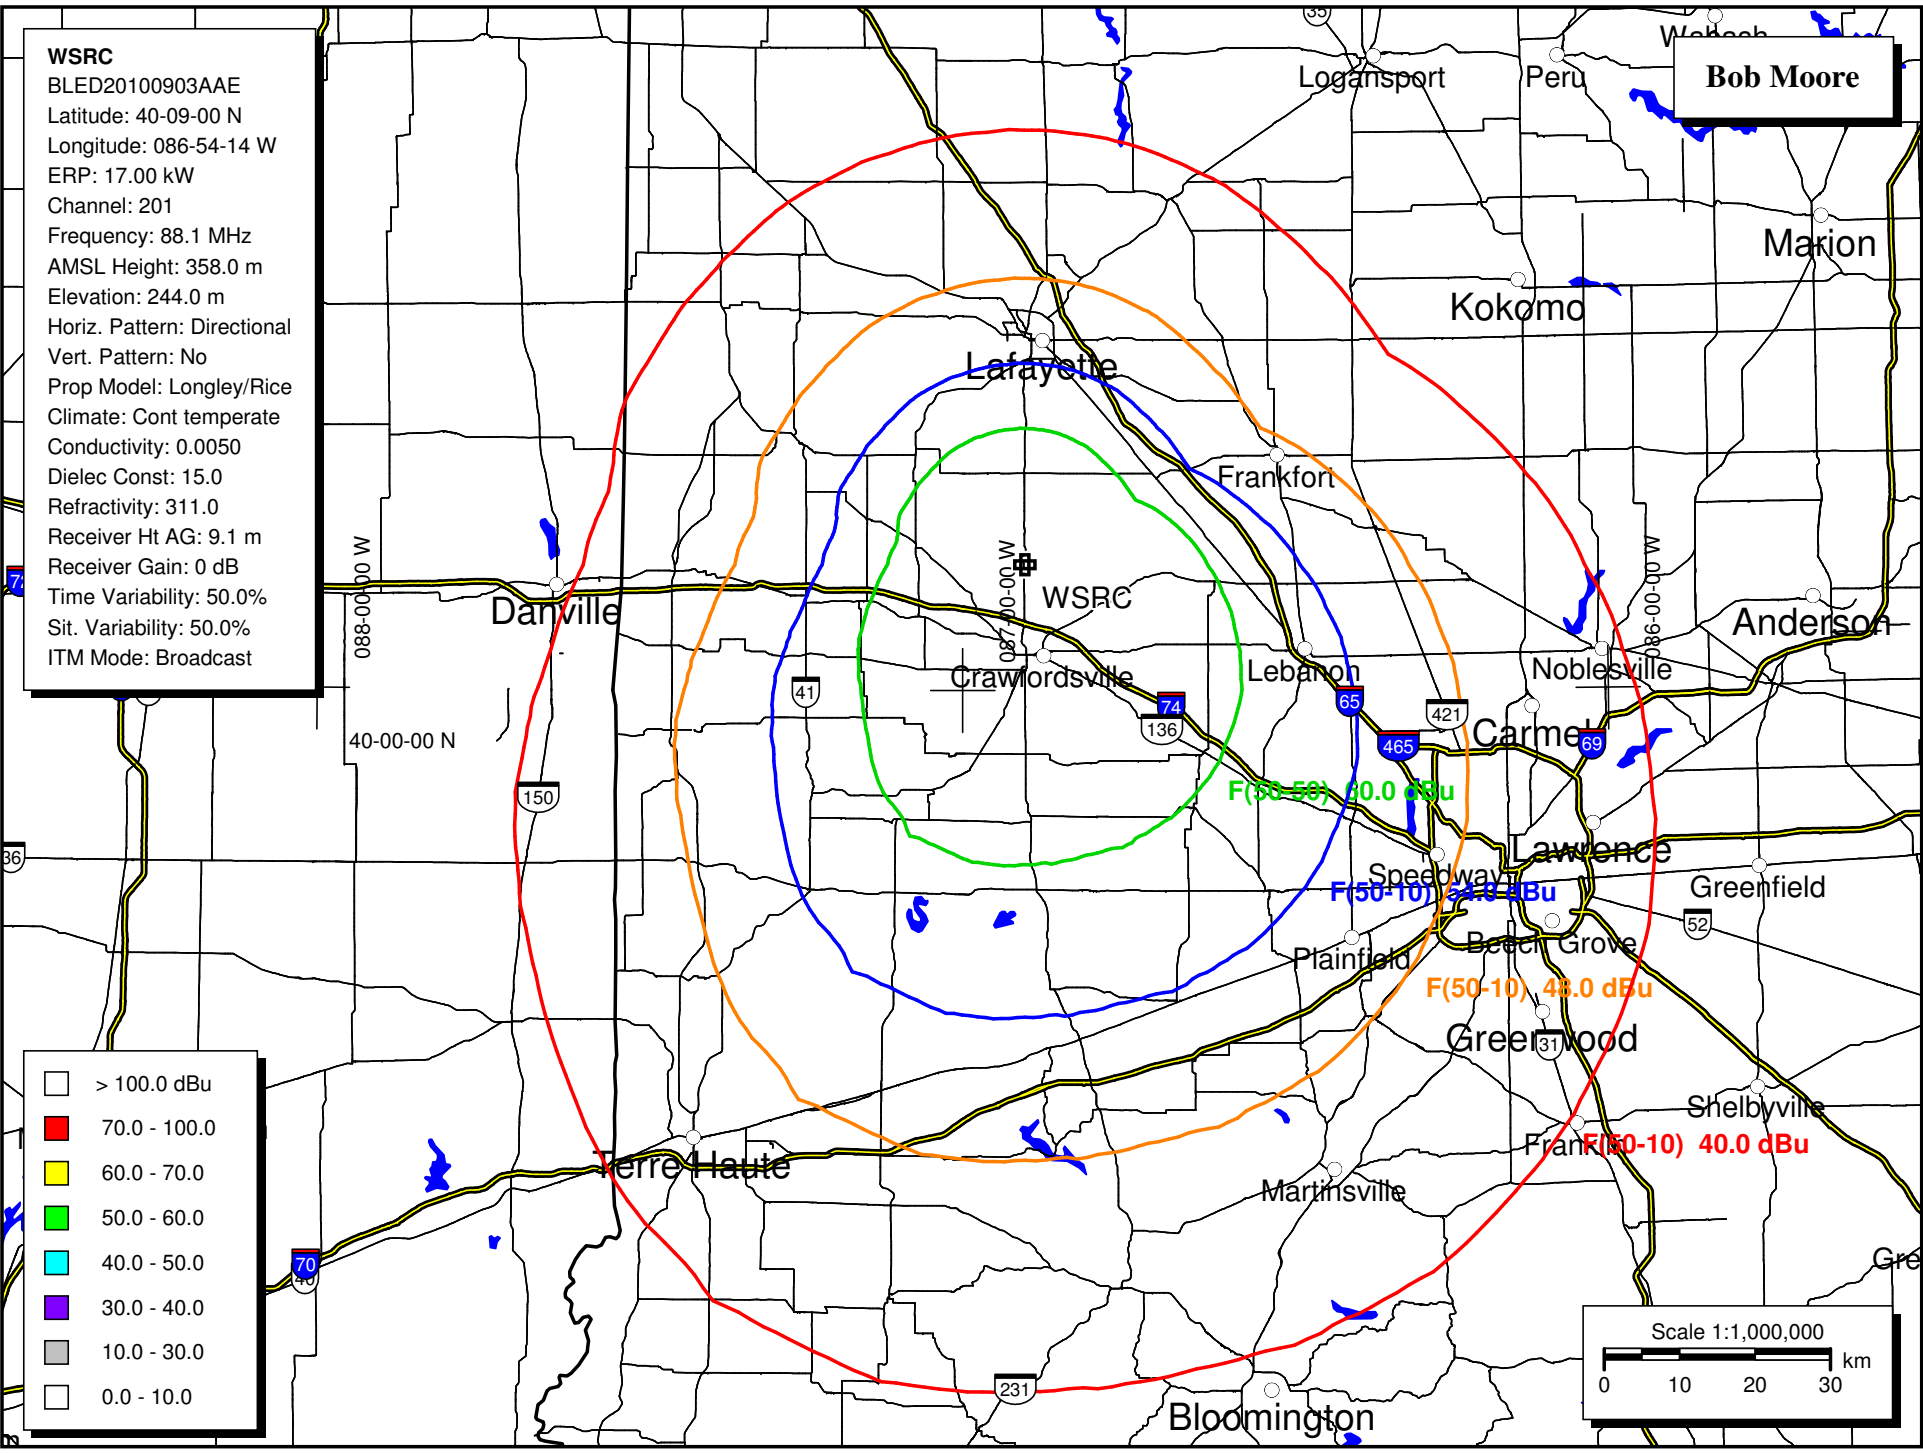 WSRC
BLED20100903AAE
Latitude: 40-09-00 N
Longitude: 086-54-14 W
ERP: 17.00 kW
Channel: 201
Frequency: 88.1 MHz
AMSL Height: 358.0 m
Elevation: 244.0 m
Horiz. Pattern: Directional
Vert. Pattern: No
Prop Model: Longley/Rice
Climate: Cont temperate
Conductivity: 0.0050
Dielec Const: 15.0
Refractivity: 311.0
Receiver Ht AG: 9.1 m
Receiver Gain: 0 dB
Time Variability: 50.0%
Sit. Variability: 50.0%
ITM Mode: Broadcast
Bob Moore
35
Wabash
Logansport
Peru
Marion
Kokomo
Lafayette
Frankfort
088-00-00 W
087-00-00 W
086-00-00 W
WSRC
Danville
Anderson
Crawfordsville
Lebanon
Noblesville
41
74
65
421
136
40-00-00 N
465
Carmel
69
150
F(50-50) 60.0 dBu
36
Lawrence
Speedway
F(50-10) 54.0 dBu
Greenfield
52
Beech Grove
Plainfield
F(50-10) 48.0 dBu
Greenwood
31
Shelbyville
Franklin
F(50-10) 40.0 dBu
Terre Haute
Martinsville
70
231
Bloomington
> 100.0 dBu
70.0 - 100.0
60.0 - 70.0
50.0 - 60.0
40.0 - 50.0
30.0 - 40.0
10.0 - 30.0
0.0 - 10.0
Gre
Scale 1:1,000,000
km
0 10 20 30